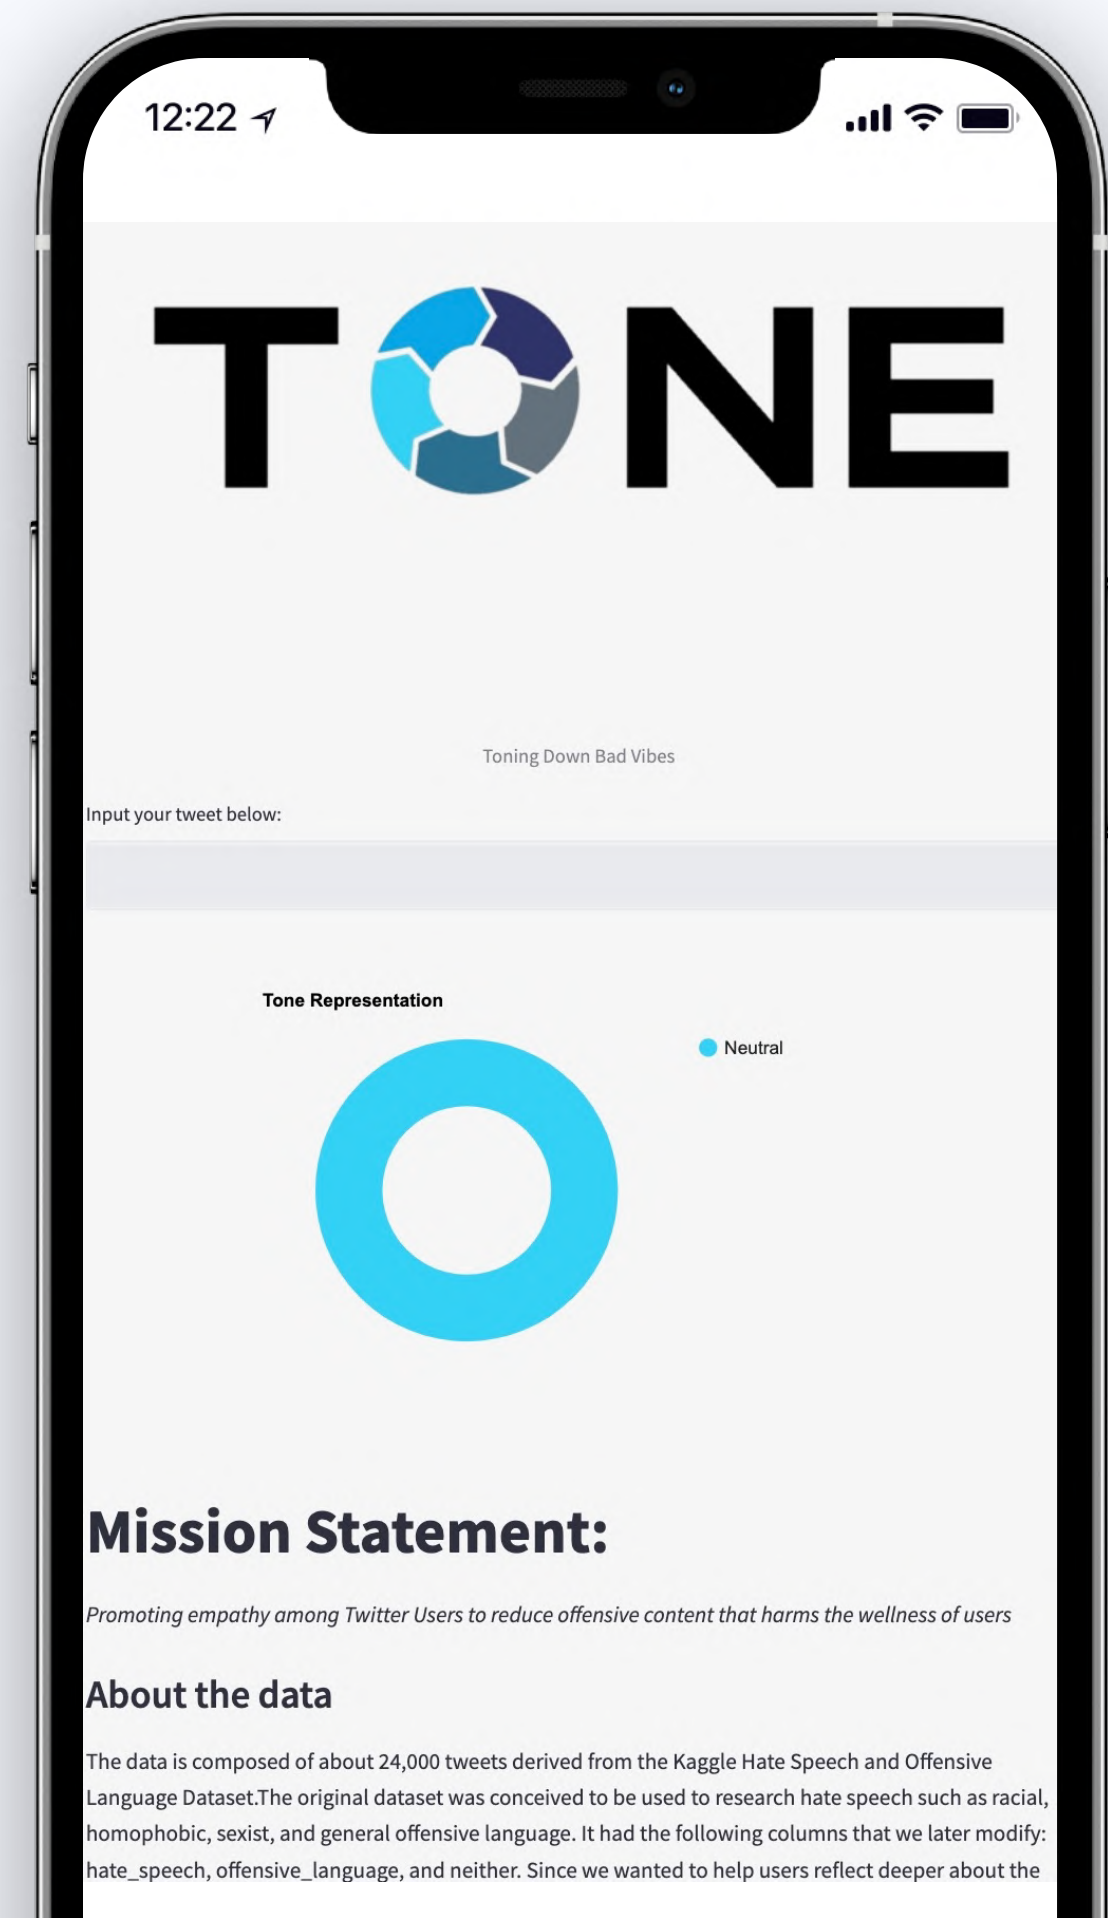 12:22
TONE
Toning Down Bad Vibes
Input your tweet below:
Tone Representation
Neutral
Mission Statement:
Promoting empathy among Twitter Users to reduce offensive content that harms the wellness of users
About the data
The data is composed of about 24,000 tweets derived from the Kaggle Hate Speech and Offensive
Language Dataset.The original dataset was conceived to be used to research hate speech such as racial,
homophobic, sexist, and general offensive language. It had the following columns that we later modify:
hate_speech, offensive_language, and neither. Since we wanted to help users reflect deeper about the